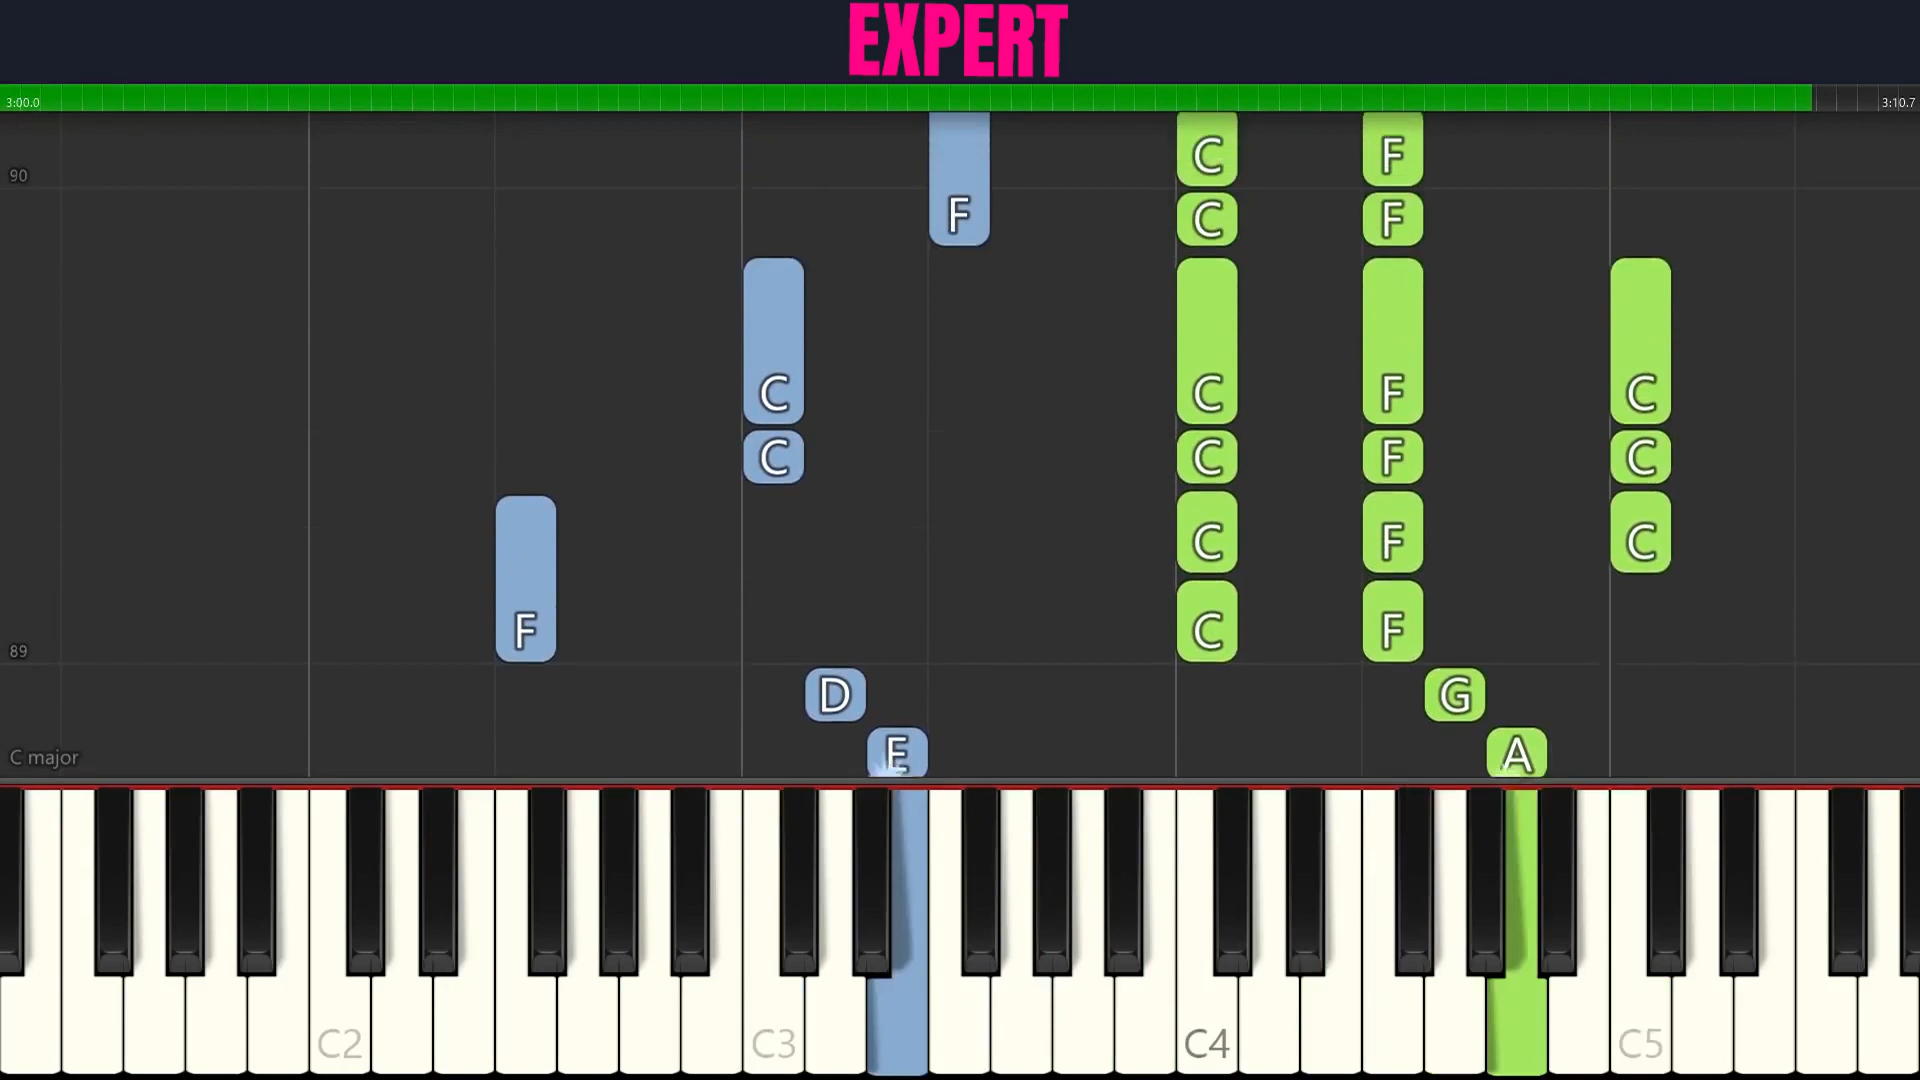 EXPERT
3:00.0 3:10.7
90
C F
F C F
C C F C
C C F C
C F C
F C F
89
D G
C major E A
C2 C3 C4 C5